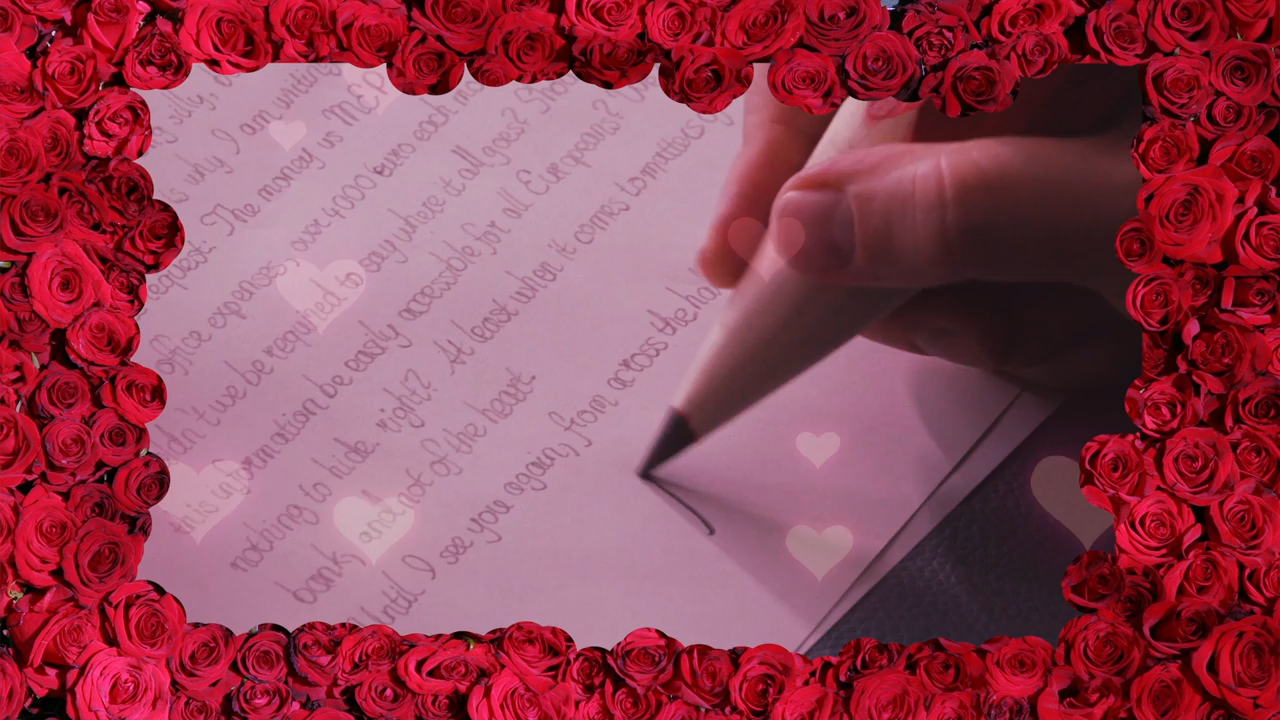 silly,
is why I am writing
request: The money us MEP
office expenses, over 4000 euro each mo
dn't we be required to say where it all goes? Sho
this information be easily accessible for all Europeans?
nothing to hide, right? At least when it comes to matters
bank, and not of the heart.
Until I see you again, from across the ha